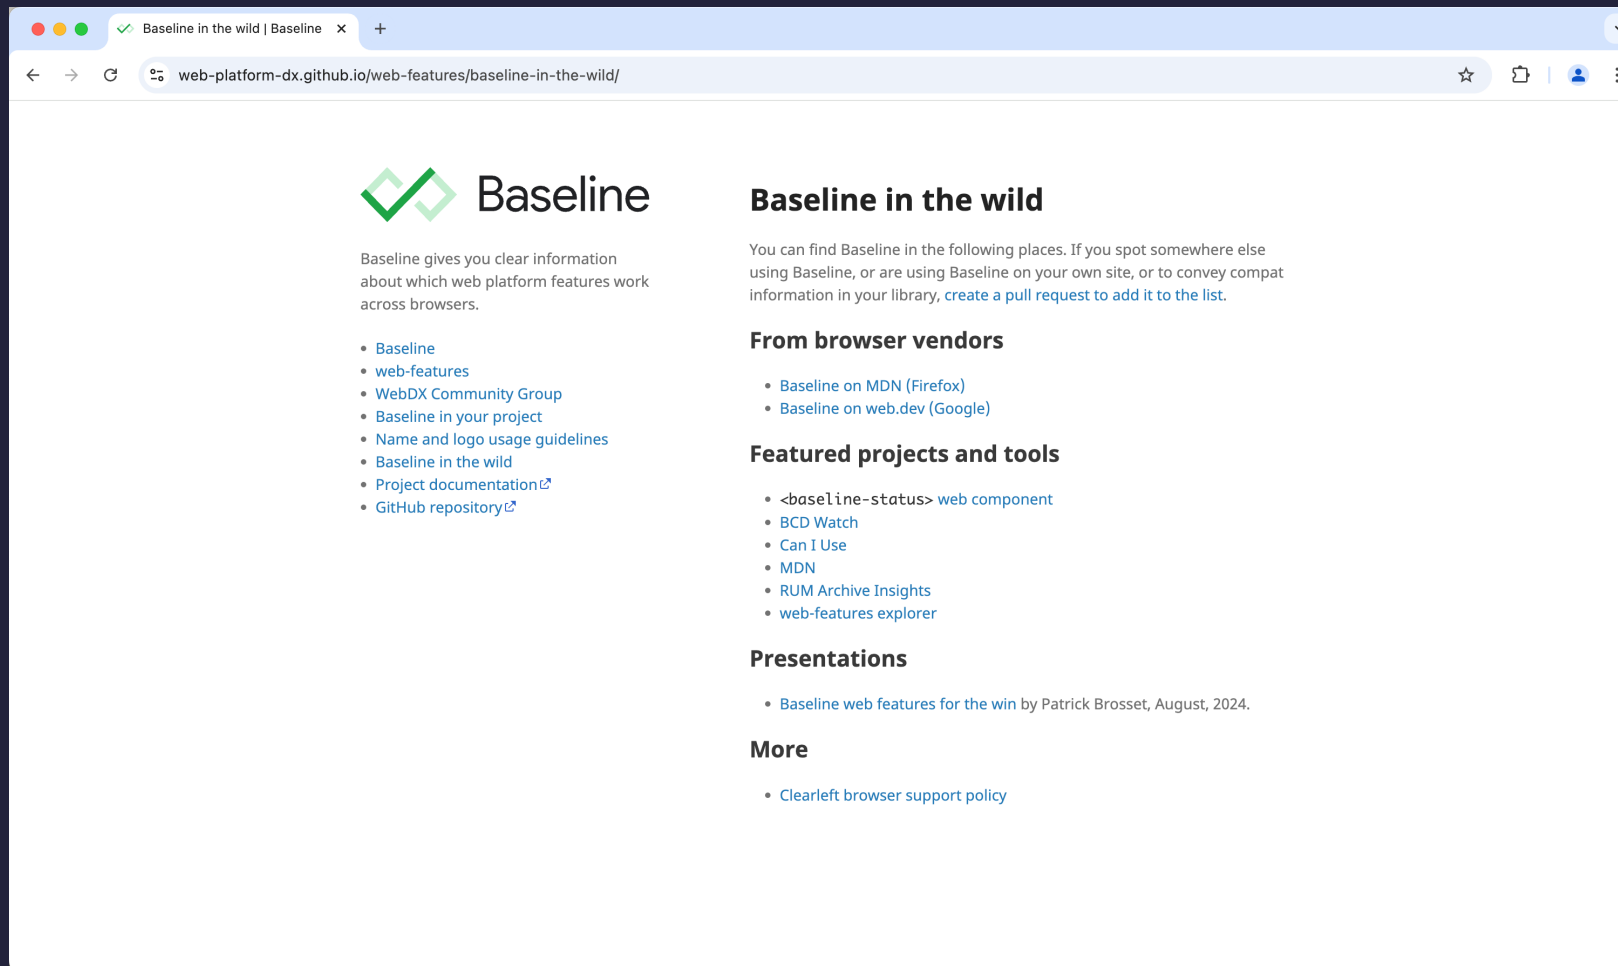 Baseline in the wild | Baseline
web-platform-dx.github.io/web-features/baseline-in-the-wild/
Baseline
Baseline gives you clear information
about which web platform features work
across browsers.
Baseline
web-features
WebDX Community Group
Baseline in your project
Name and logo usage guidelines
Baseline in the wild
Project documentation
GitHub repository
Baseline in the wild
You can find Baseline in the following places. If you spot somewhere else
using Baseline, or are using Baseline on your own site, or to convey compat
information in your library, create a pull request to add it to the list.
From browser vendors
Baseline on MDN (Firefox)
Baseline on web.dev (Google)
Featured projects and tools
<baseline-status> web component
BCD Watch
Can I Use
MDN
RUM Archive Insights
web-features explorer
Presentations
Baseline web features for the win by Patrick Brosset, August, 2024.
More
Clearleft browser support policy